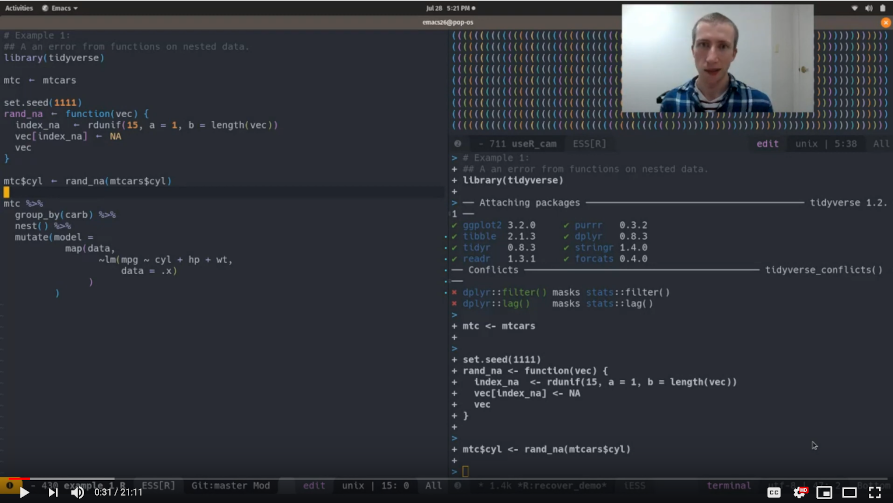 Activities Emacs Jul 28 5:21 PM
emacs26@pop-os
# Example 1:
## A an error from functions on nested data.
library(tidyverse)
mtc ← mtcars
set.seed(1111)
rand_na ← function(vec) {
index_na ← rdunif(15, a = 1, b = length(vec))
vec[index_na] ← NA
vec
}
mtc$cyl ← rand_na(mtcars$cyl)
mtc %>%
group_by(carb) %>%
nest() %>%
mutate(model =
map(data,
~lm(mpg ~ cyl + hp + wt,
data = .x)
)
)
- 430 example_1.R ESS[R] Git:master Mod edit unix | 15: 0 All
- 711 useR_cam ESS[R] edit unix | 5:38 All
> # Example 1:
+ ## A an error from functions on nested data.
+ library(tidyverse)
+
> ── Attaching packages ── tidyverse 1.2.
1 ──
✔ ggplot2 3.2.0 ✔ purrr 0.3.2
✔ tibble 2.1.3 ✔ dplyr 0.8.3
✔ tidyr 0.8.3 ✔ stringr 1.4.0
✔ readr 1.3.1 ✔ forcats 0.4.0
── Conflicts ── tidyverse_conflicts()
──
✖ dplyr::filter() masks stats::filter()
✖ dplyr::lag() masks stats::lag()
>
+ mtc <- mtcars
+
>
+ set.seed(1111)
+ rand_na <- function(vec) {
+ index_na <- rdunif(15, a = 1, b = length(vec))
+ vec[index_na] <- NA
+ vec
+ }
+
>
+ mtc$cyl <- rand_na(mtcars$cyl)
+
>
- 1.4k *R:recover_demo* terminal
0:31 / 21:11
CC HD